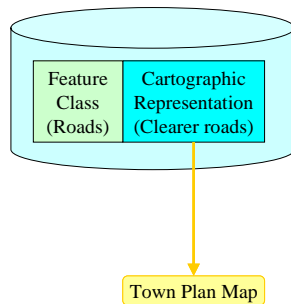 Feature
Class
(Roads)
Cartographic
Representation
(Clearer roads)
Town Plan Map